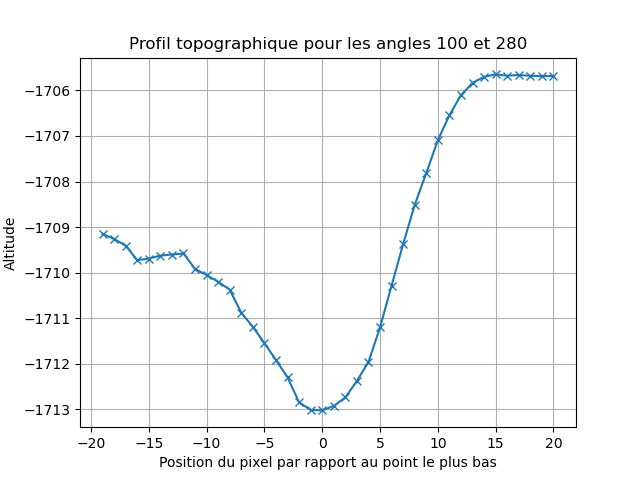 Profil topographique pour les angles 100 et 280
−1706
−1707
−1708
−1709
−1710
−1711
−1712
−1713
Altitude
−20 −15 −10 −5 0 5 10 15 20
Position du pixel par rapport au point le plus bas